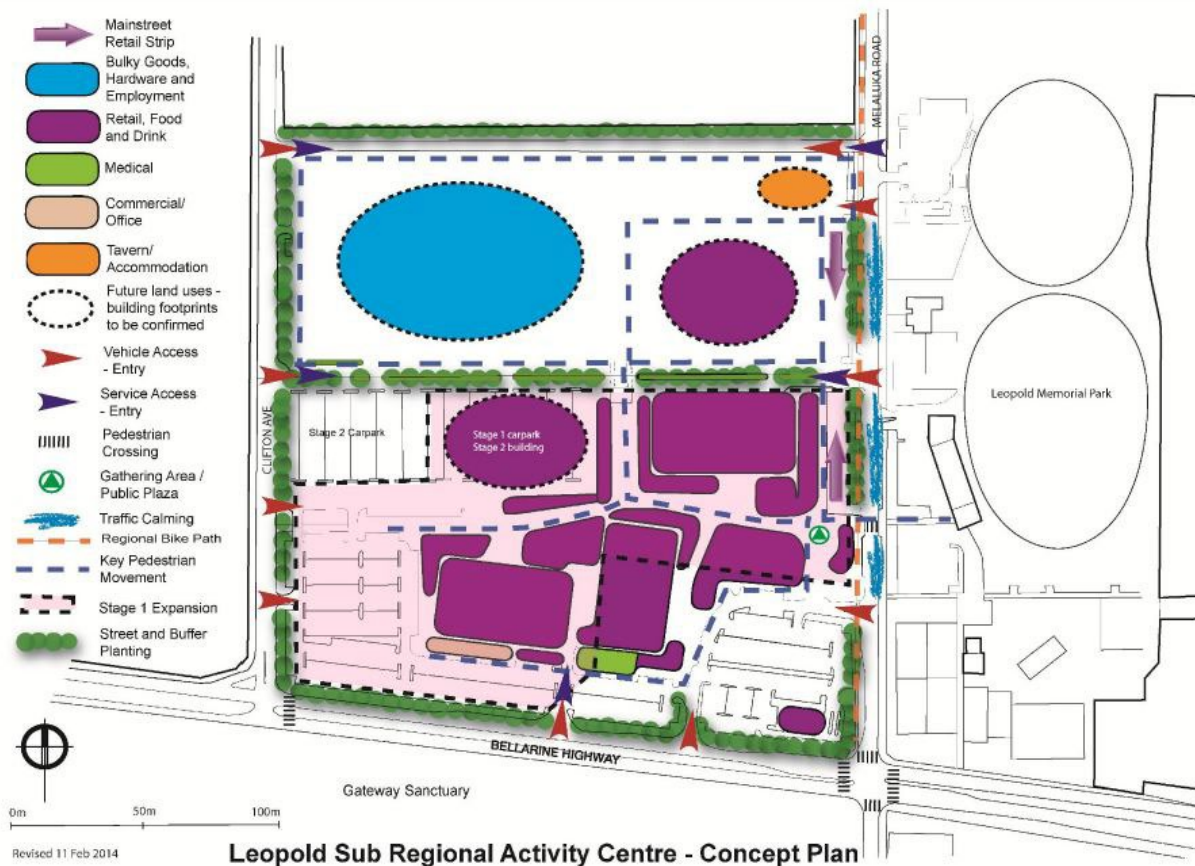 Mainstreet
Retail Strip
Bulky Goods,
Hardware and
Employment
Retail, Food
and Drink
Medical
Commercial/
Office
Tavern/
Accommodation
Future land uses -
building footprints
to be confirmed
Vehicle Access
- Entry
Service Access
- Entry
Pedestrian
Crossing
Gathering Area /
Public Plaza
Traffic Calming
Regional Bike Path
Key Pedestrian
Movement
Stage 1 Expansion
Street and Buffer
Planting
MELALUKA ROAD
CLIFTON AVE
Stage 2 Carpark
Stage 1 carpark
Stage 2 building
Leopold Memorial Park
BELLARINE HIGHWAY
Gateway Sanctuary
0m 50m 100m
Revised 11 Feb 2014
Leopold Sub Regional Activity Centre - Concept Plan